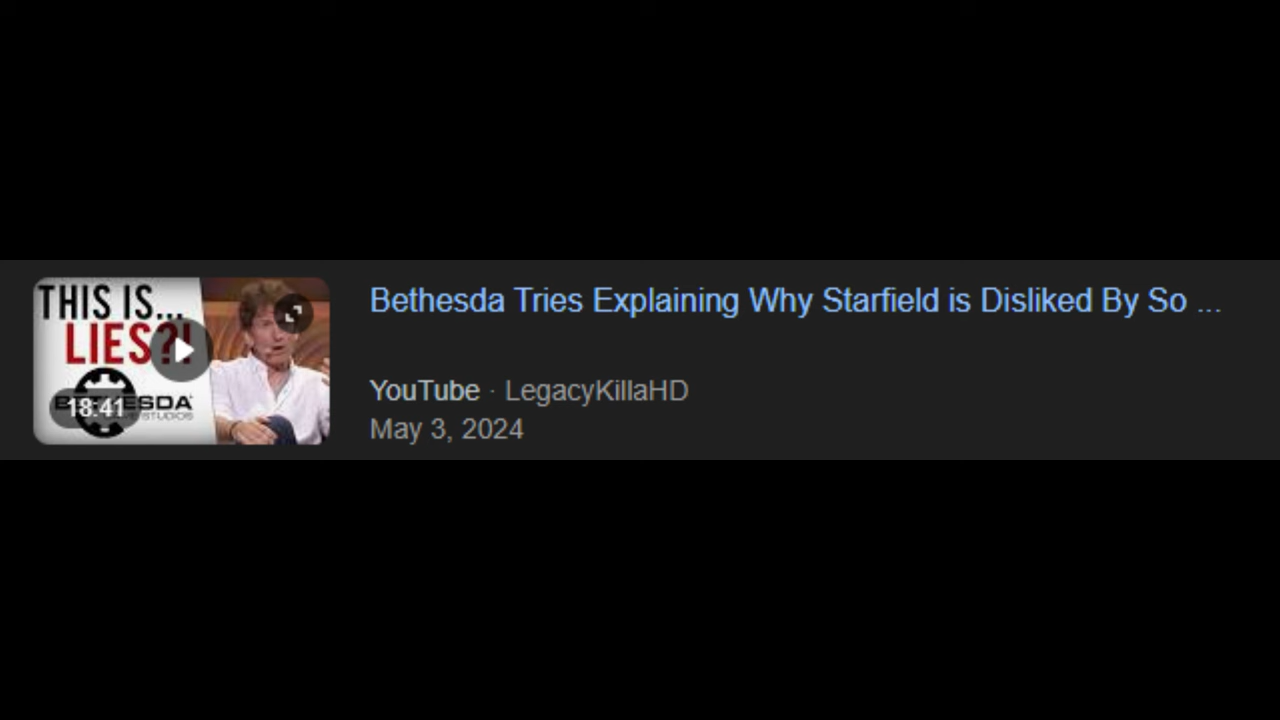 THIS IS...
LIES?!
18:41
STUDIOS
Bethesda Tries Explaining Why Starfield is Disliked By So ...
YouTube · LegacyKillaHD
May 3, 2024